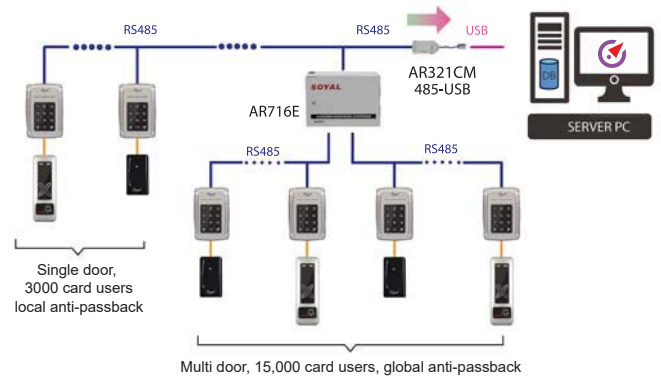 RS485
RS485
USB
AR321CM
485-USB
SOYAL
AR716E
DB
SERVER PC
RS485
RS485
Single door,
3000 card users
local anti-passback
Multi door, 15,000 card users, global anti-passback